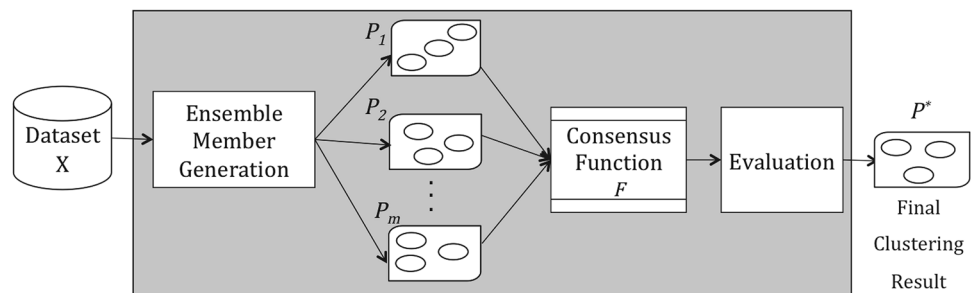 Dataset
X
Ensemble
Member
Generation
P1
P2
Pm
Consensus
Function
F
Evaluation
P*
Final
Clustering
Result